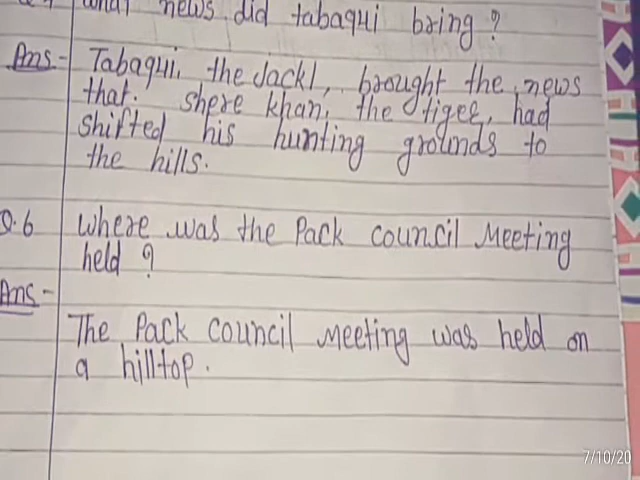 what news did tabaqui bring ?
Ans- Tabaqui, the Jackl, brought the news
that. shere khan, the tiger, had
shifted his hunting grounds to
the hills.
Q.6 Where was the Pack council Meeting
held ?
Ans-
The Pack council Meeting was held on
a hilltop.
7/10/20